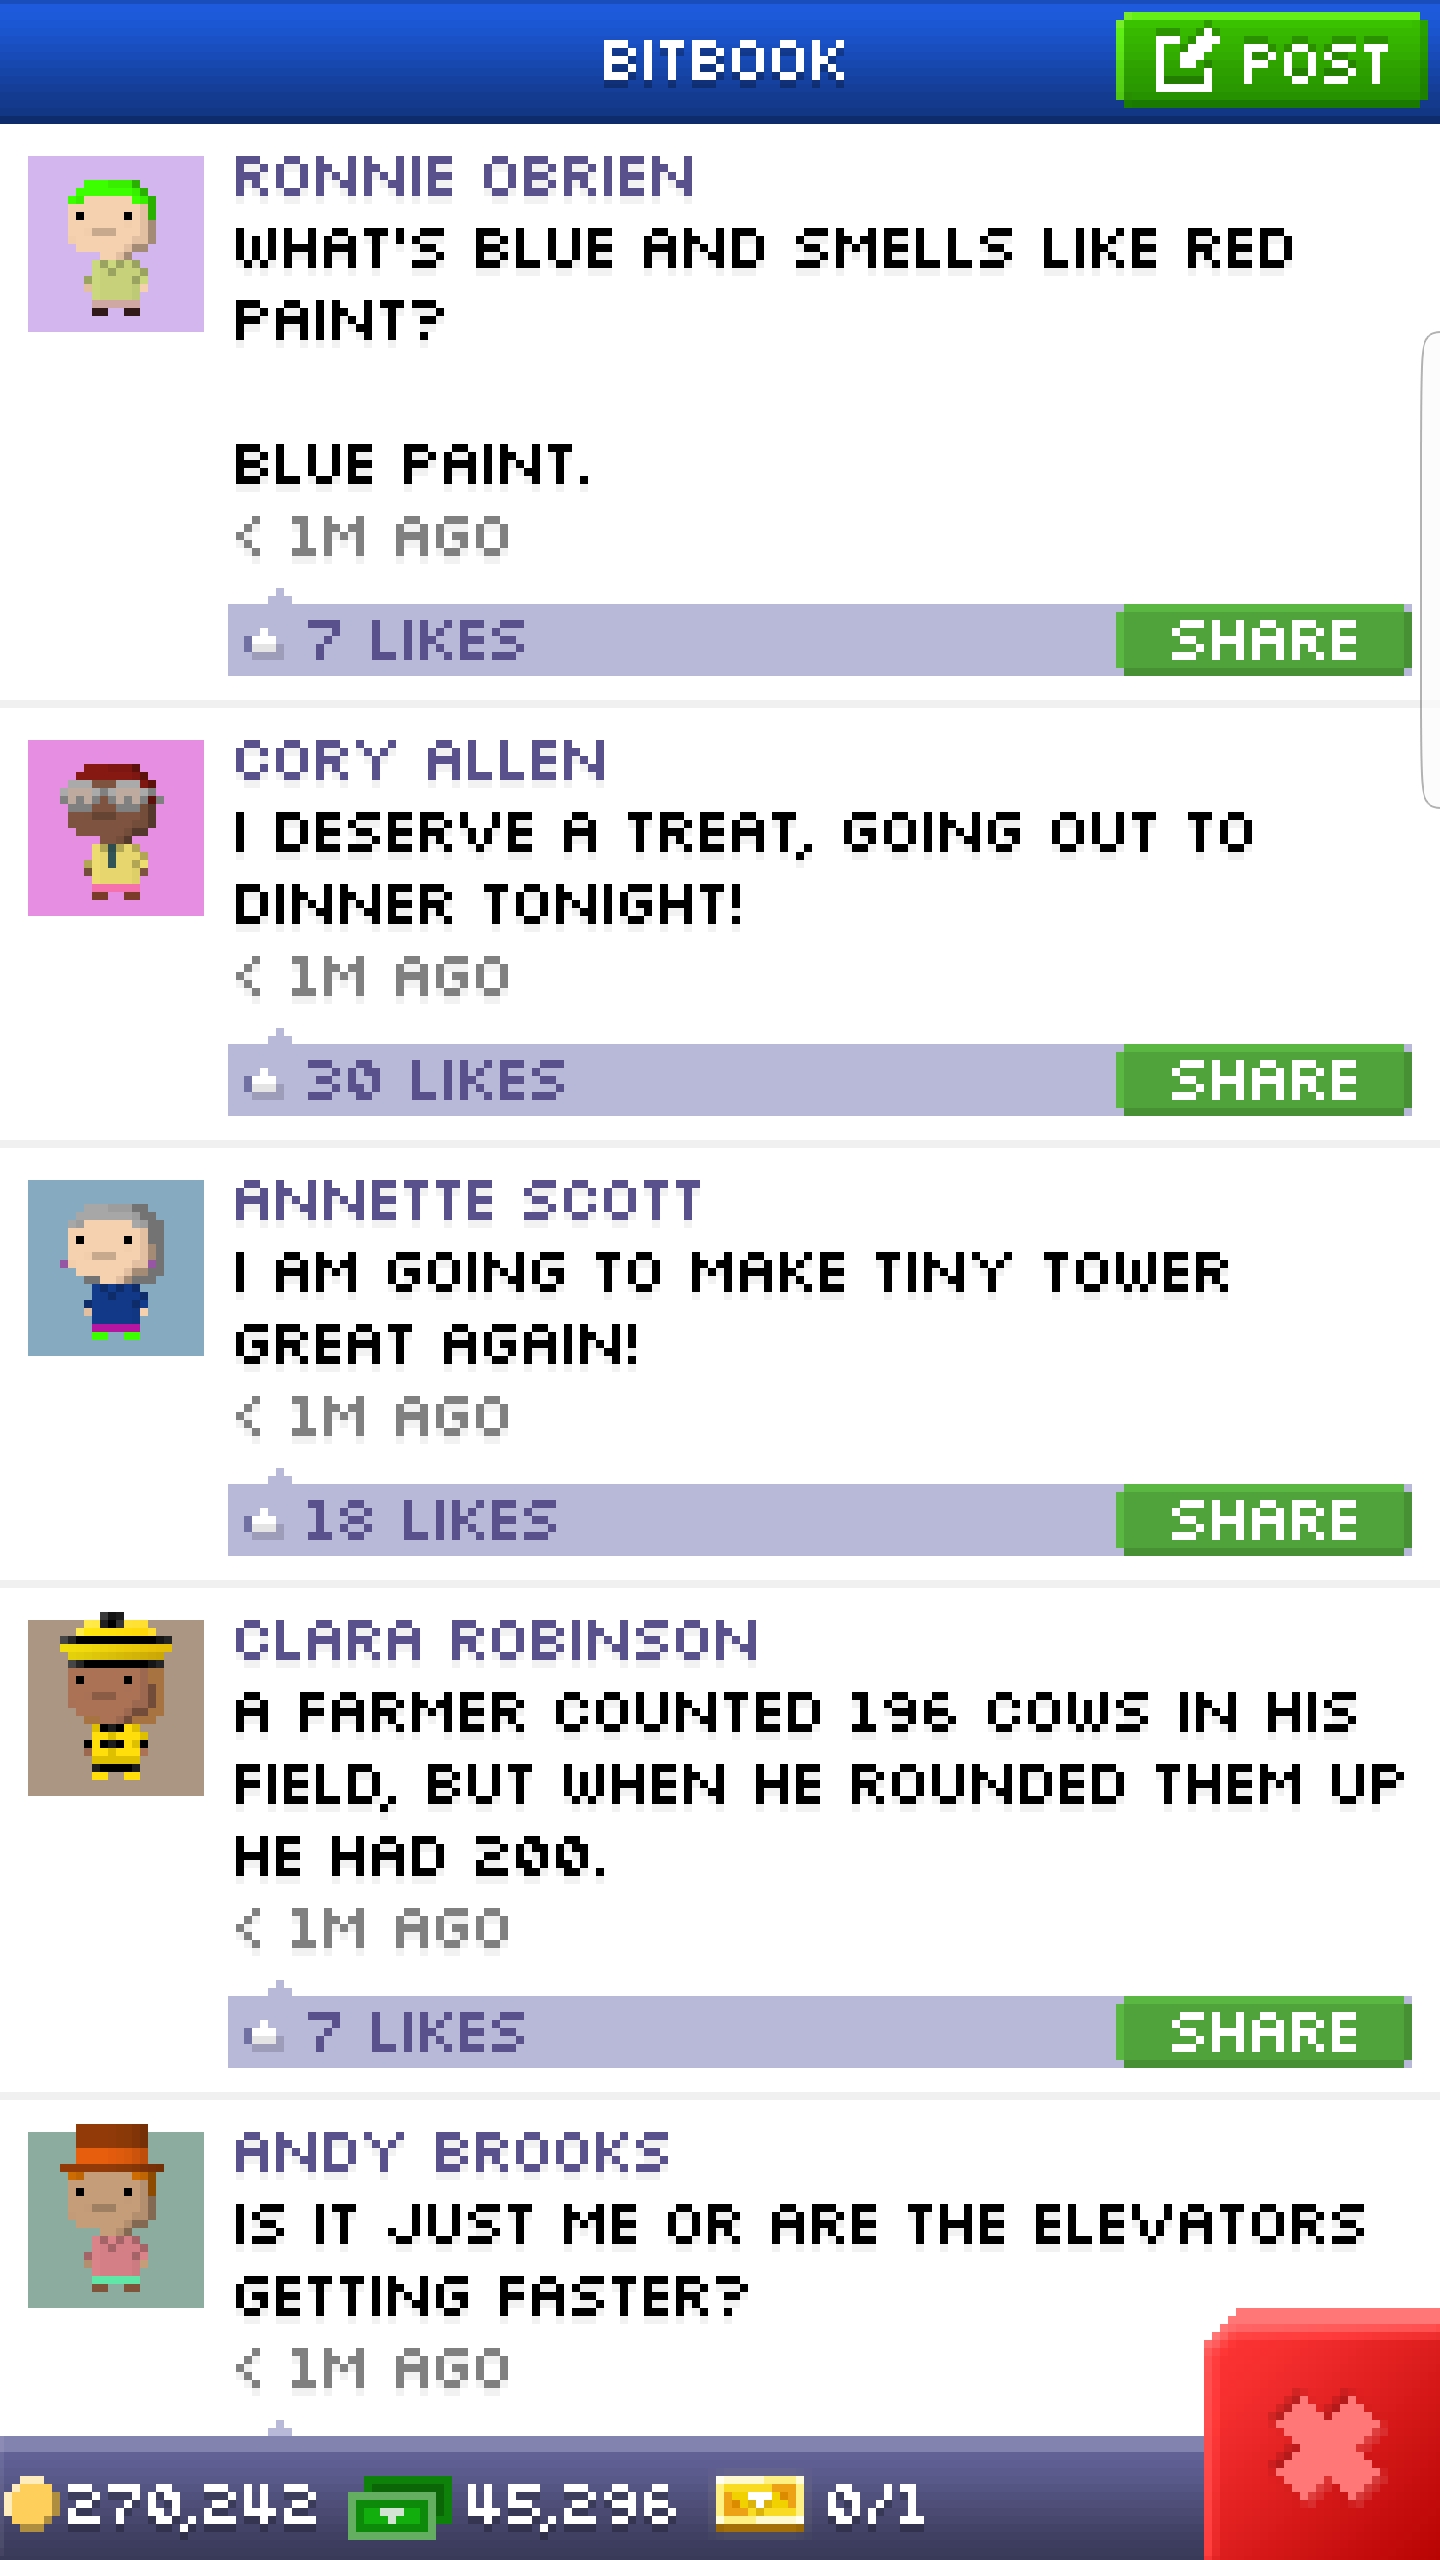 BITBOOK
POST
RONNIE OBRIEN
WHAT'S BLUE AND SMELLS LIKE RED
PAINT?
BLUE PAINT.
< 1M AGO
7 LIKES
SHARE
CORY ALLEN
I DESERVE A TREAT, GOING OUT TO
DINNER TONIGHT!
< 1M AGO
30 LIKES
SHARE
ANNETTE SCOTT
I AM GOING TO MAKE TINY TOWER
GREAT AGAIN!
< 1M AGO
18 LIKES
SHARE
CLARA ROBINSON
A FARMER COUNTED 196 COWS IN HIS
FIELD, BUT WHEN HE ROUNDED THEM UP
HE HAD 200.
< 1M AGO
7 LIKES
SHARE
ANDY BROOKS
IS IT JUST ME OR ARE THE ELEVATORS
GETTING FASTER?
< 1M AGO
270,242
45,296
0/1